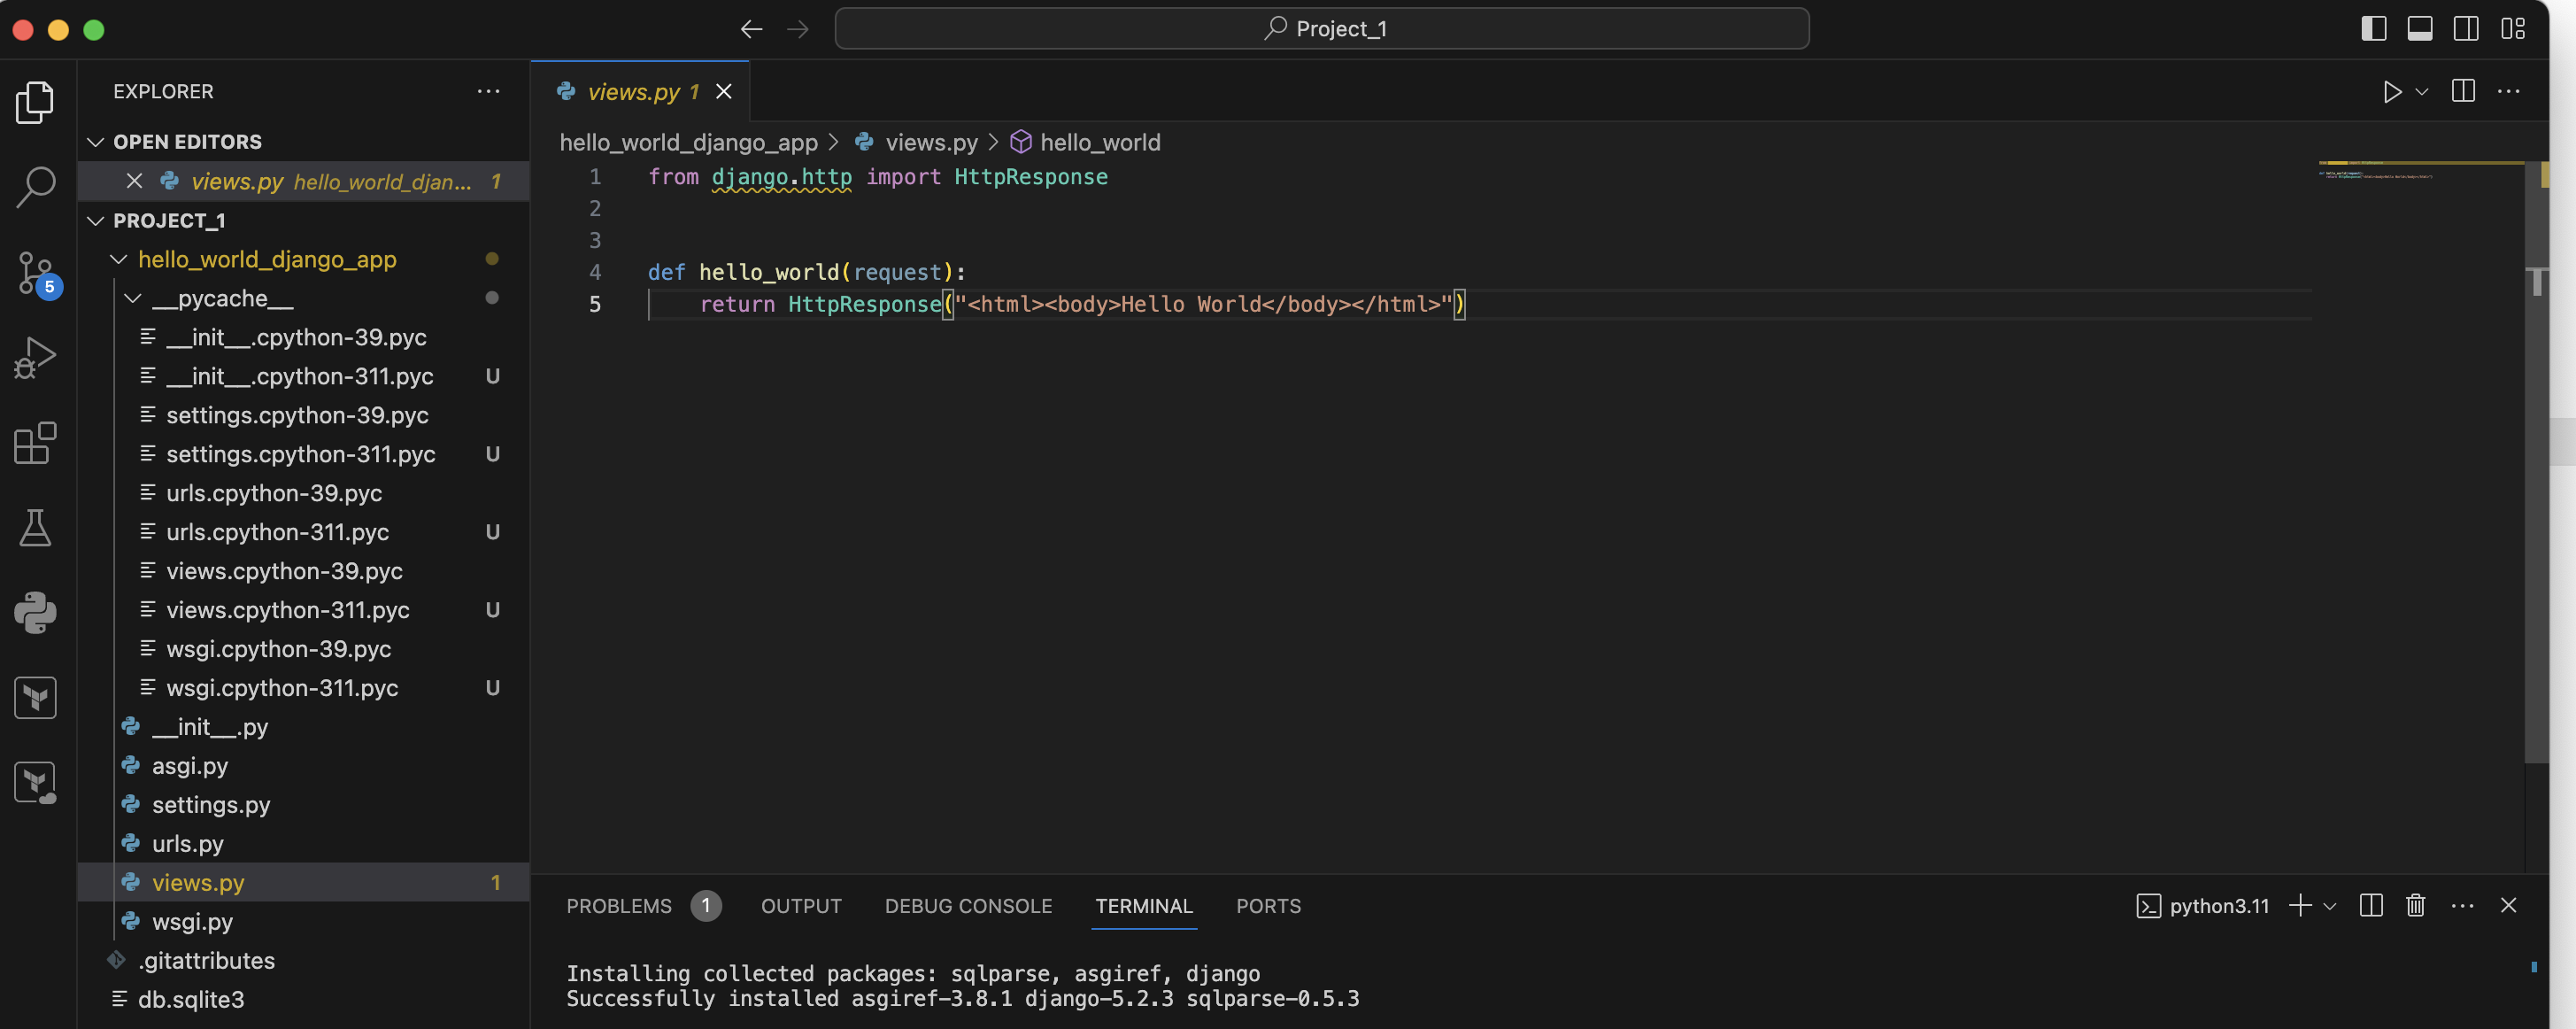 Project_1
EXPLORER
OPEN EDITORS
views.py hello_world_djan... 1
PROJECT_1
hello_world_django_app
__pycache__
__init__.cpython-39.pyc
__init__.cpython-311.pyc U
settings.cpython-39.pyc
settings.cpython-311.pyc U
urls.cpython-39.pyc
urls.cpython-311.pyc U
views.cpython-39.pyc
views.cpython-311.pyc U
wsgi.cpython-39.pyc
wsgi.cpython-311.pyc U
__init__.py
asgi.py
settings.py
urls.py
views.py 1
wsgi.py
.gitattributes
db.sqlite3
5
views.py 1
hello_world_django_app > views.py > hello_world
1 from django.http import HttpResponse
2
3
4 def hello_world(request):
5     return HttpResponse("<html><body>Hello World</body></html>")
PROBLEMS 1 OUTPUT DEBUG CONSOLE TERMINAL PORTS
python3.11
Installing collected packages: sqlparse, asgiref, django
Successfully installed asgiref-3.8.1 django-5.2.3 sqlparse-0.5.3